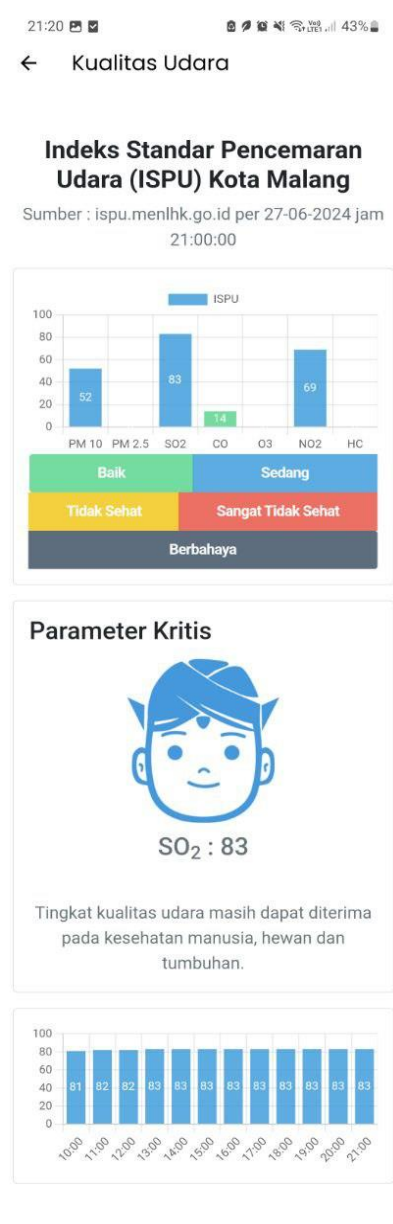 21:20
Vo9
LTE1
43%
Kualitas Udara
Indeks Standar Pencemaran
Udara (ISPU) Kota Malang
Sumber : ispu.menlhk.go.id per 27-06-2024 jam
21:00:00
ISPU
100
80
60
40
20
0
52
83
14
69
PM 10 PM 2.5 SO2 CO O3 NO2 HC
Baik Sedang
Tidak Sehat Sangat Tidak Sehat
Berbahaya
Parameter Kritis
SO₂ : 83
Tingkat kualitas udara masih dapat diterima
pada kesehatan manusia, hewan dan
tumbuhan.
100
80
60
40
20
0
81 82 82 83 83 83 83 83 83 83 83 83
10:00 11:00 12:00 13:00 14:00 15:00 16:00 17:00 18:00 19:00 20:00 21:00